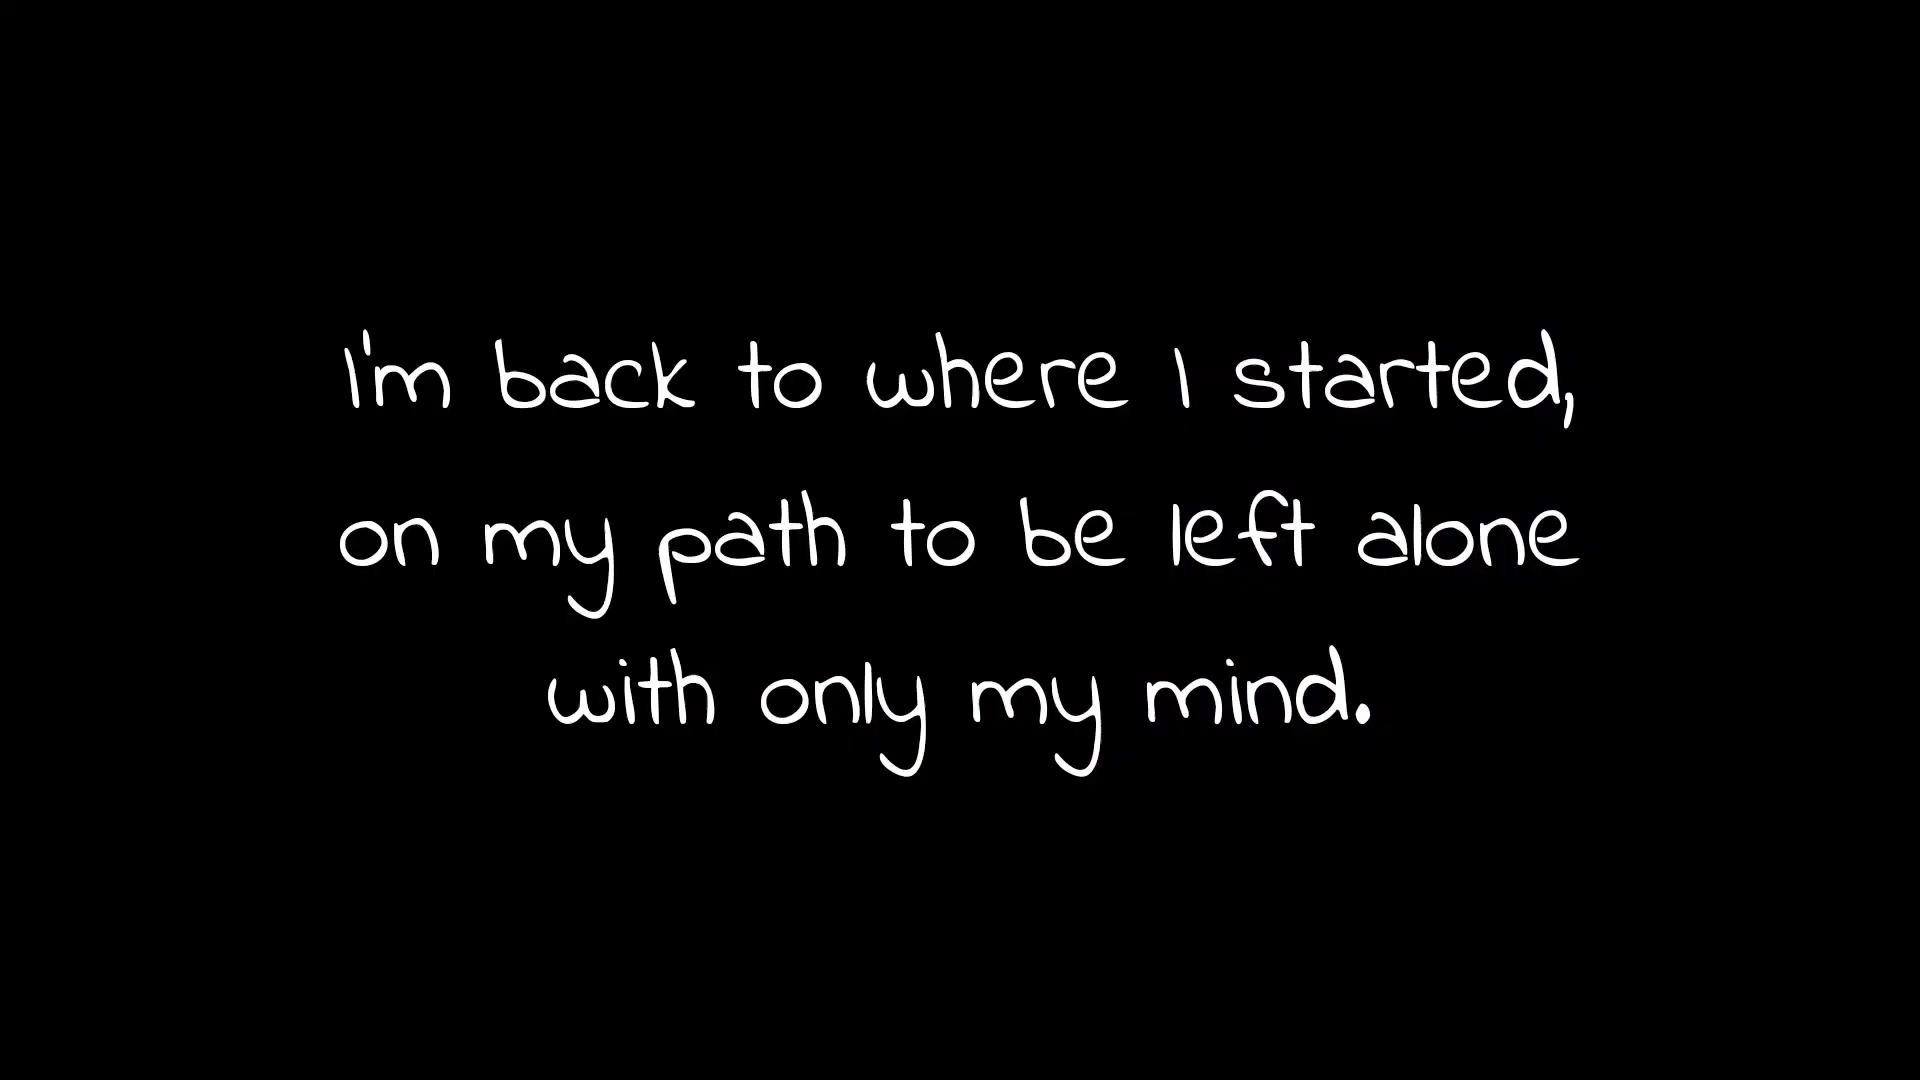 I'm back to where I started,
on my path to be left alone
with only my mind.